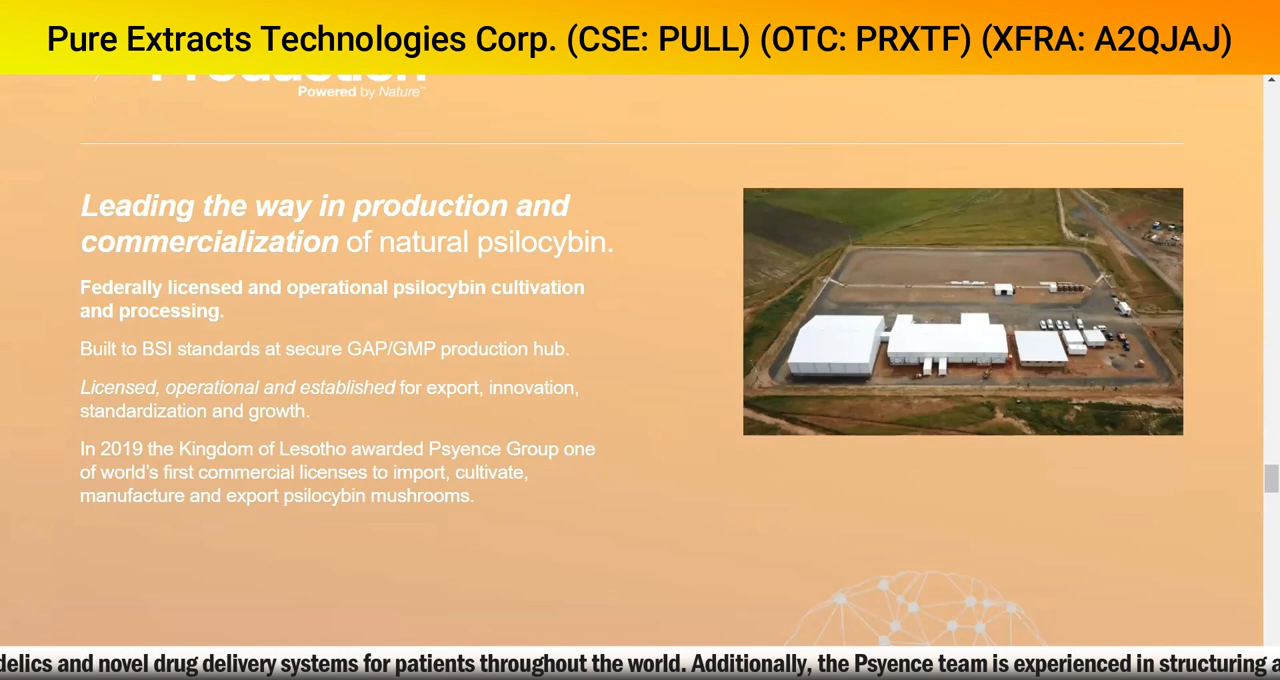 Pure Extracts Technologies Corp. (CSE: PULL) (OTC: PRXTF) (XFRA: A2QJAJ)
Production
Powered by Nature™
Leading the way in production and
commercialization of natural psilocybin.
Federally licensed and operational psilocybin cultivation
and processing.
Built to BSI standards at secure GAP/GMP production hub.
Licensed, operational and established for export, innovation,
standardization and growth.
In 2019 the Kingdom of Lesotho awarded Psyence Group one
of world’s first commercial licenses to import, cultivate,
manufacture and export psilocybin mushrooms.
delics and novel drug delivery systems for patients throughout the world. Additionally, the Psyence team is experienced in structuring a